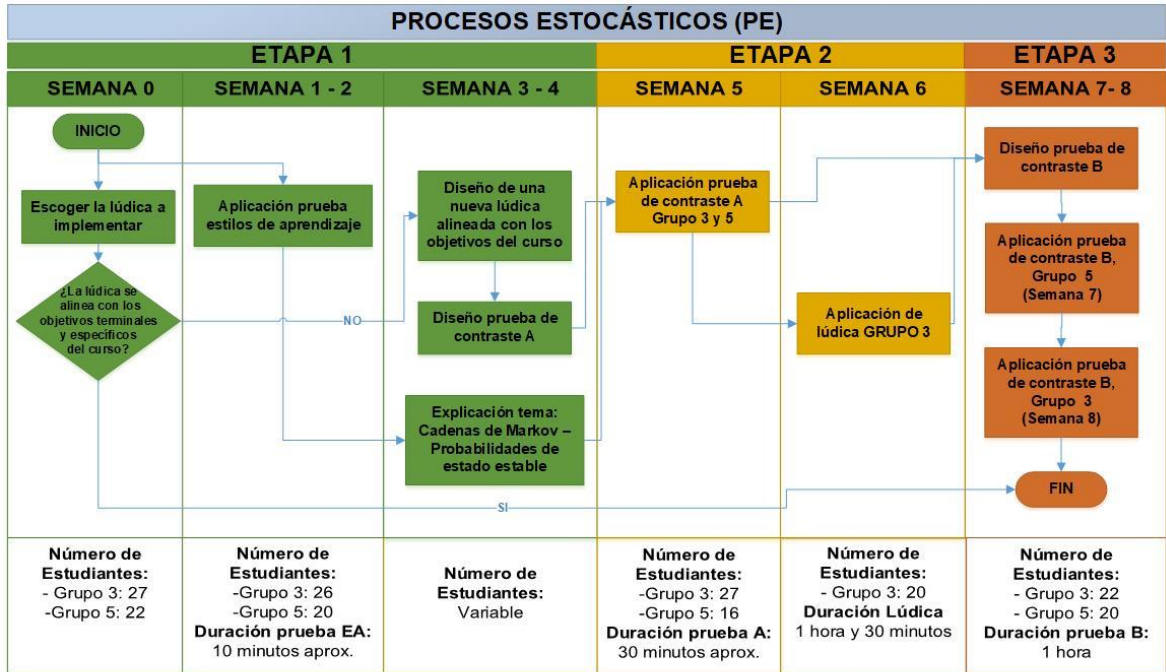 PROCESOS ESTOCÁSTICOS (PE)
ETAPA 1
ETAPA 2
ETAPA 3
SEMANA 0
SEMANA 1 - 2
SEMANA 3 - 4
SEMANA 5
SEMANA 6
SEMANA 7- 8
INICIO
Escoger la lúdica a
implementar
¿La lúdica se
alinea con los
objetivos terminales
y específicos
del curso?
NO
SI
Aplicación prueba
estilos de aprendizaje
Diseño de una
nueva lúdica
alineada con los
objetivos del curso
Diseño prueba de
contraste A
Explicación tema:
Cadenas de Markov –
Probabilidades de
estado estable
Aplicación prueba
de contraste A
Grupo 3 y 5
Aplicación de
lúdica GRUPO 3
Diseño prueba de
contraste B
Aplicación prueba
de contraste B,
Grupo 5
(Semana 7)
Aplicación prueba
de contraste B,
Grupo 3
(Semana 8)
FIN
Número de
Estudiantes:
- Grupo 3: 27
-Grupo 5: 22
Número de
Estudiantes:
-Grupo 3: 26
-Grupo 5: 20
Duración prueba EA:
10 minutos aprox.
Número de
Estudiantes:
Variable
Número de
Estudiantes:
-Grupo 3: 27
-Grupo 5: 16
Duración prueba A:
30 minutos aprox.
Número de
Estudiantes:
- Grupo 3: 20
Duración Lúdica
1 hora y 30 minutos
Número de
Estudiantes:
- Grupo 3: 22
- Grupo 5: 20
Duración prueba B:
1 hora